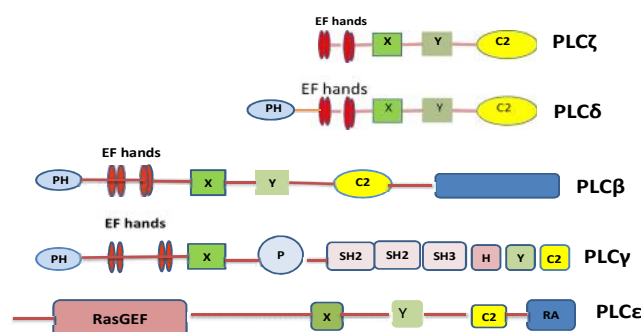 EF hands
X Y C2 PLCζ
EF hands
PH X Y C2 PLCδ
EF hands
PH X Y C2 PLCβ
EF hands
PH X P SH2 SH2 SH3 H Y C2 PLCγ
RasGEF X Y C2 RA PLCε